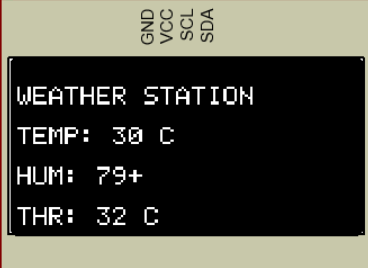 GND
VCC
SCL
SDA
WEATHER STATION
TEMP: 30 C
HUM: 79+
THR: 32 C